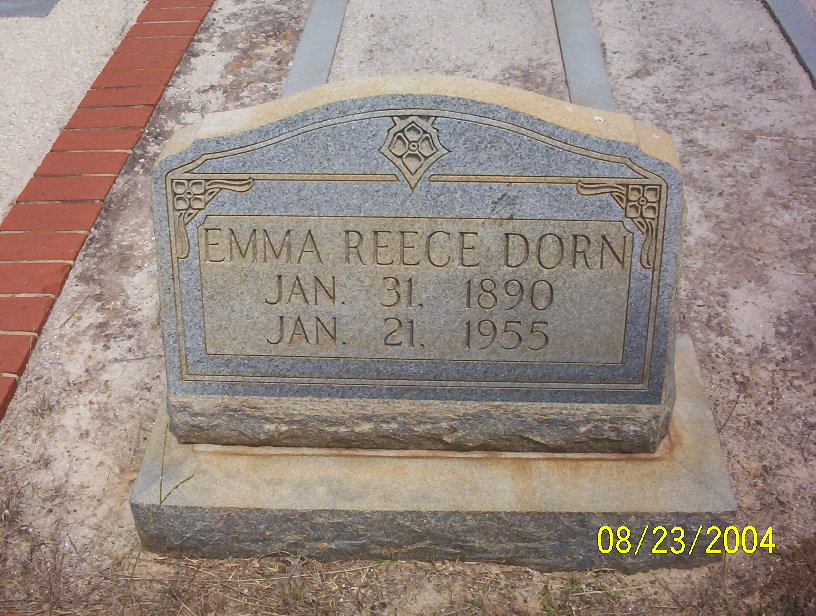 EMMA REECE DORN
JAN. 31, 1890
JAN. 21, 1955
08/23/2004